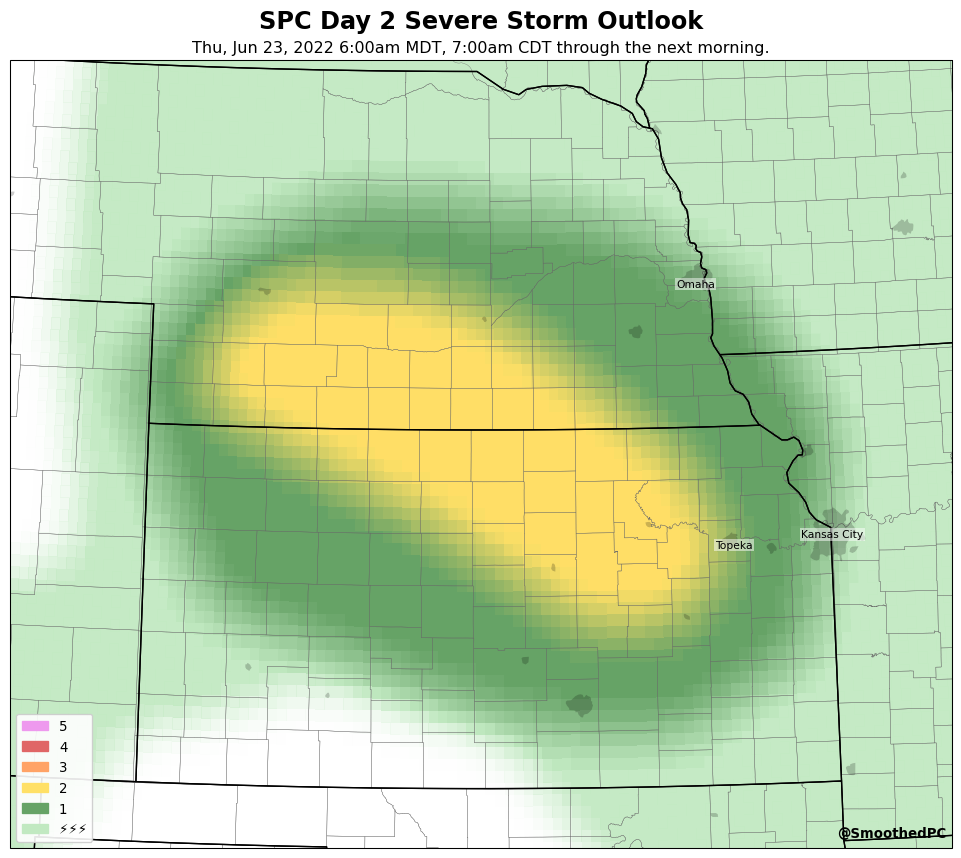 SPC Day 2 Severe Storm Outlook
Thu, Jun 23, 2022 6:00am MDT, 7:00am CDT through the next morning.
Omaha
Kansas City
Topeka
5
4
3
2
1
⚡⚡⚡
@SmoothedPC